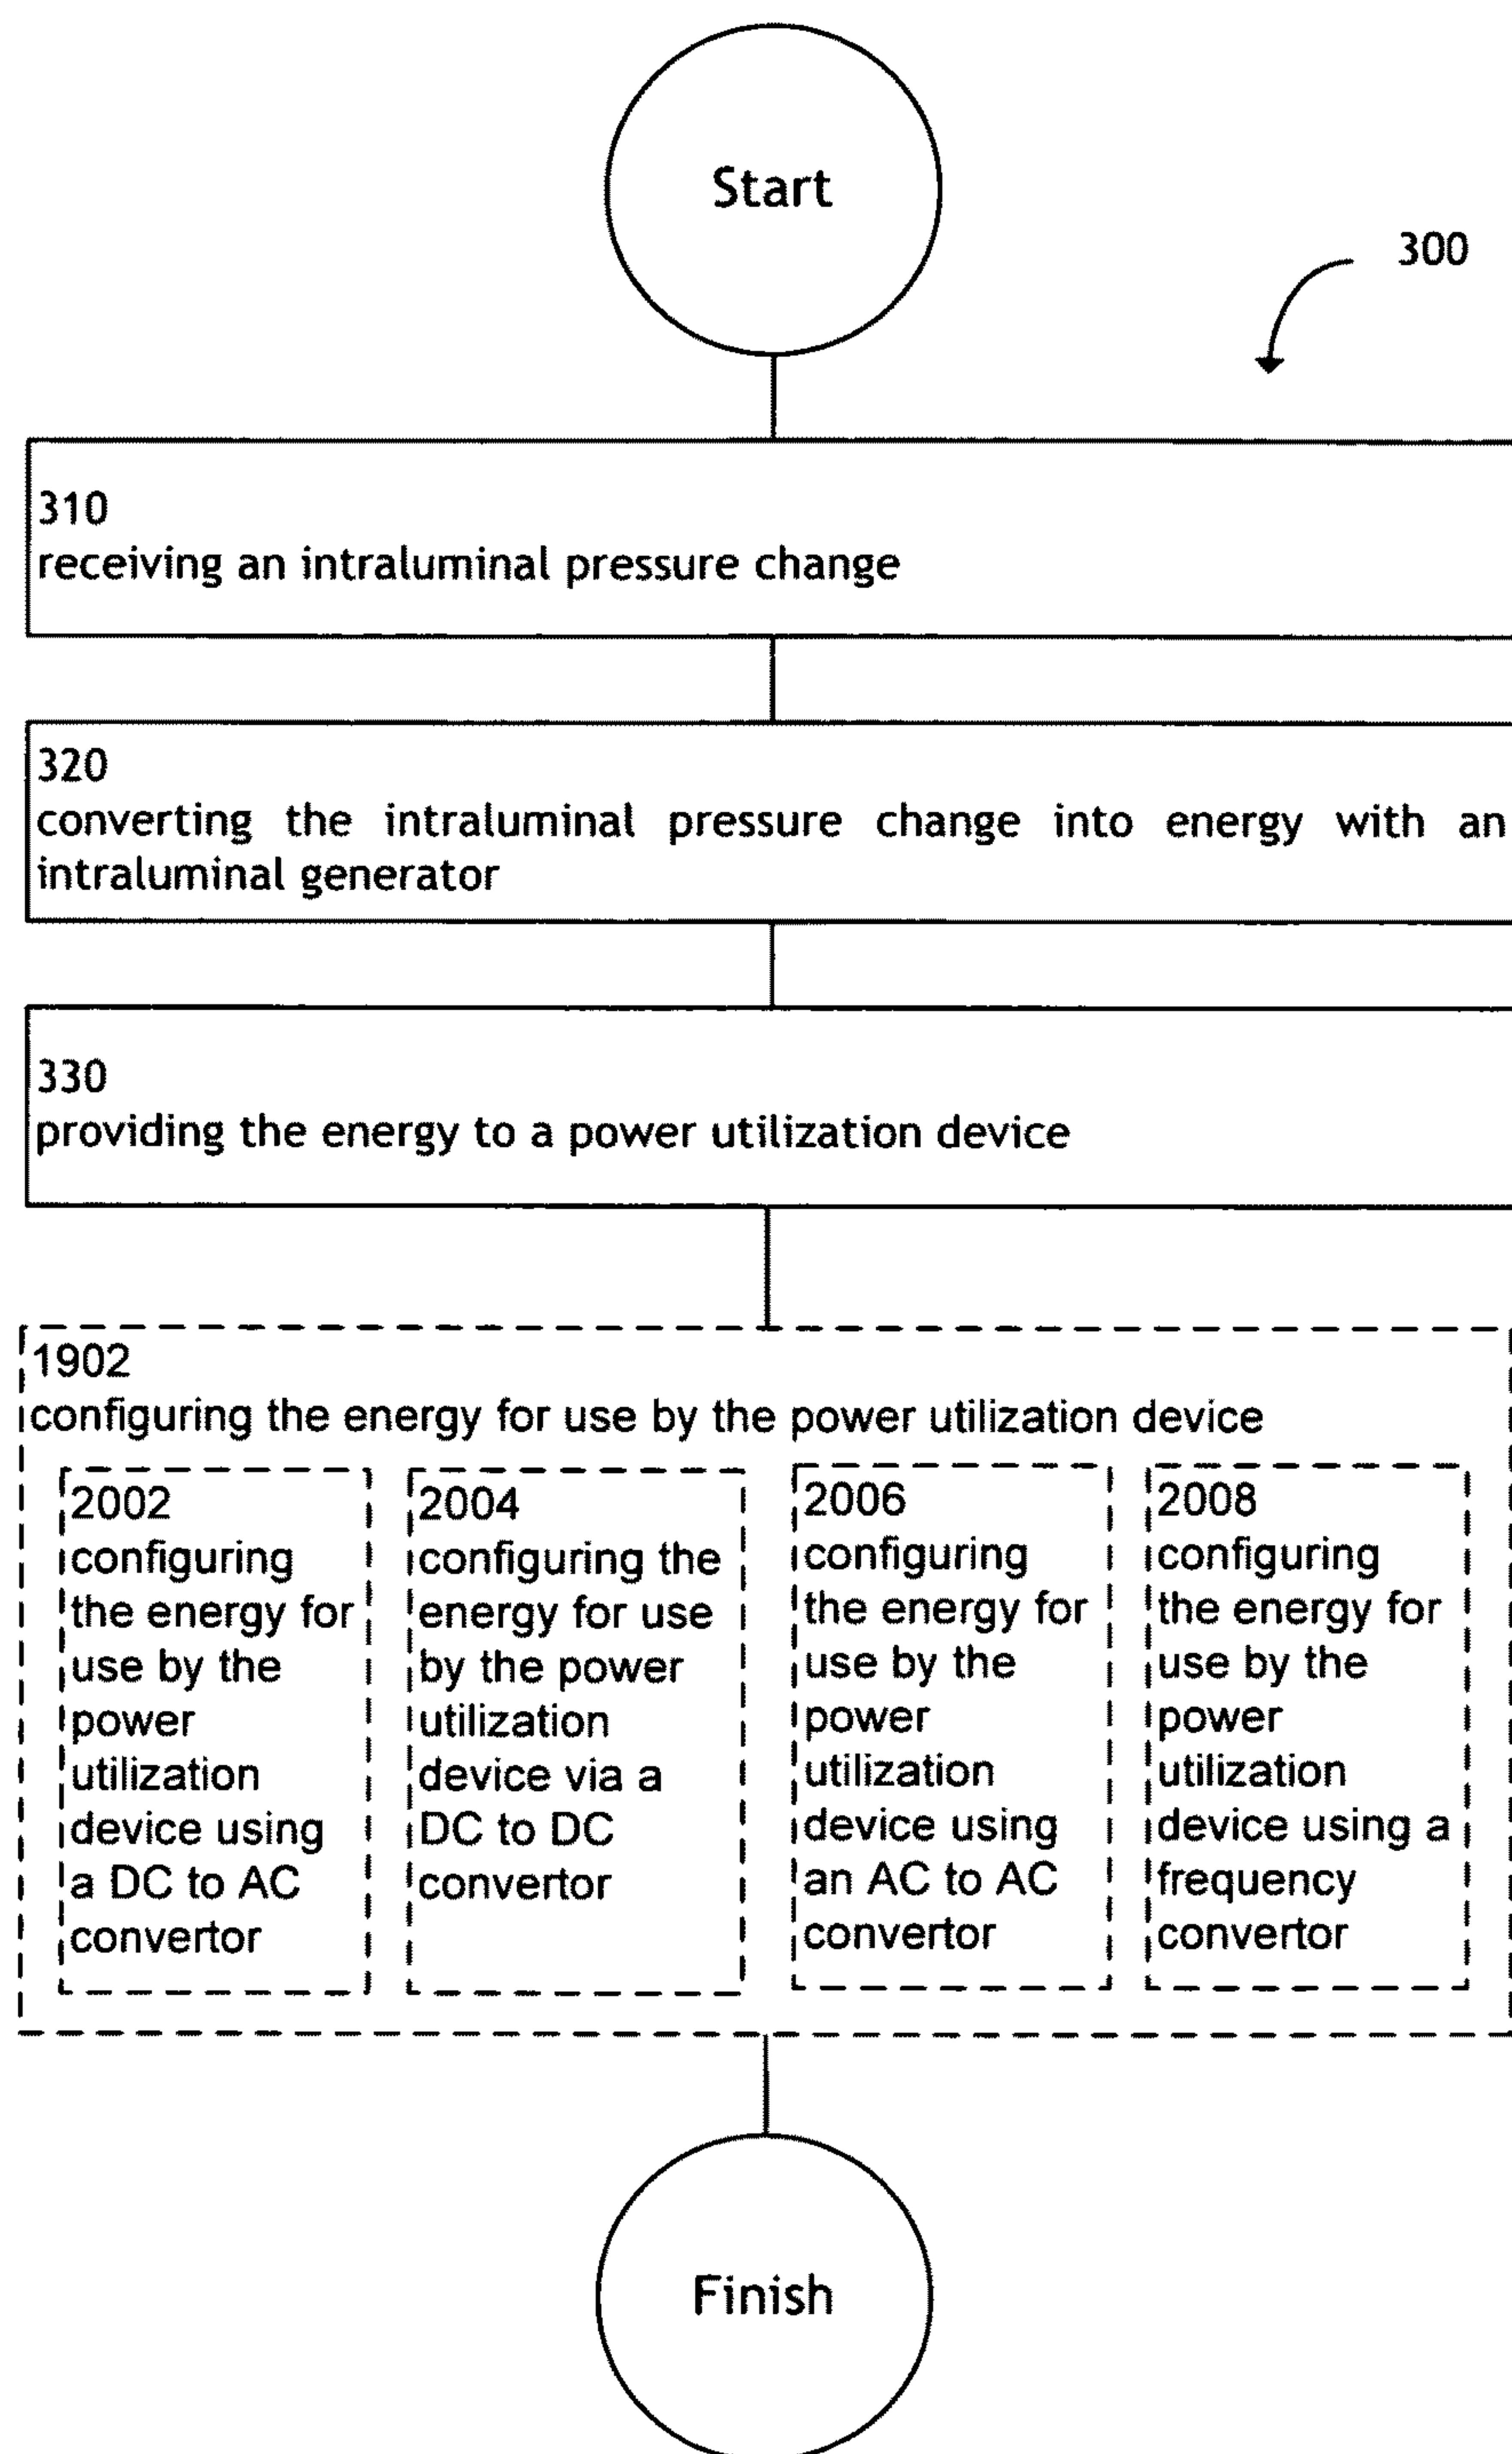 Start
300
310
receiving an intraluminal pressure change
320
converting the intraluminal pressure change into energy with an
intraluminal generator
330
providing the energy to a power utilization device
1902
configuring the energy for use by the power utilization device
2002
configuring
the energy for
use by the
power
utilization
device using
a DC to AC
convertor
2004
configuring the
energy for use
by the power
utilization
device via a
DC to DC
convertor
2006
configuring
the energy for
use by the
power
utilization
device using
an AC to AC
convertor
2008
configuring
the energy for
use by the
power
utilization
device using a
frequency
convertor
Finish